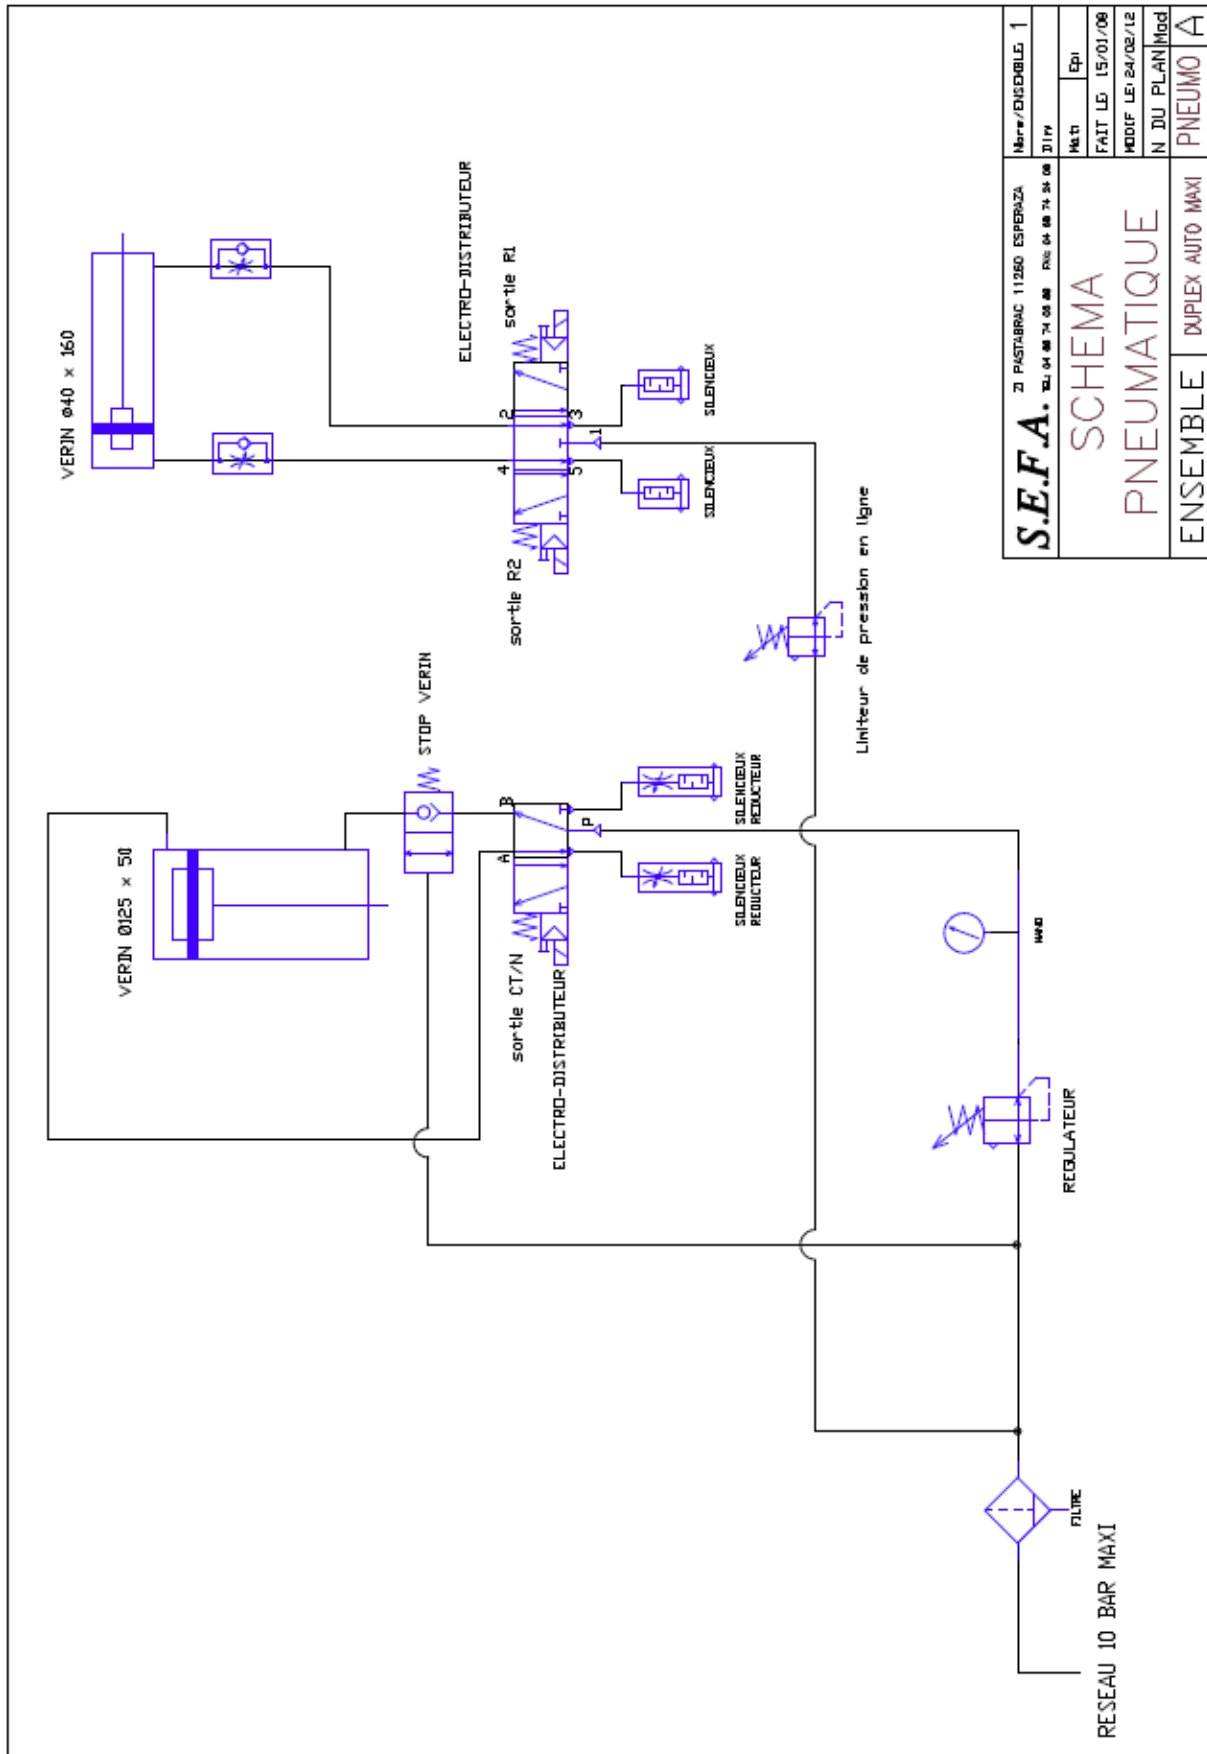 VERIN ø40 x 160
ELECTRO-DISTRIBUTEUR
sortie R1
sortie R2
2
4
3
1
5
SILENCIEUX
SILENCIEUX
Limiteur de pression en ligne
VERIN Ø125 x 50
STOP VERIN
B
A
P
sortie CT/N
ELECTRO-DISTRIBUTEUR
SILENCIEUX
REDUCTEUR
SILENCIEUX
REDUCTEUR
MANO
REGULATEUR
FILTRE
RESEAU 10 BAR MAXI
S.E.F.A.
ZI PASTABRAC 11260 ESPERAZA
SCHEMA
PNEUMATIQUE
ENSEMBLE
DUPLEX AUTO MAXI
Nbre/ENSEMBLE: 1
Mat:
Ep:
FAIT LE: 15/01/08
MODIF LE: 24/02/12
N DU PLAN
Mod
PNEUMO
A